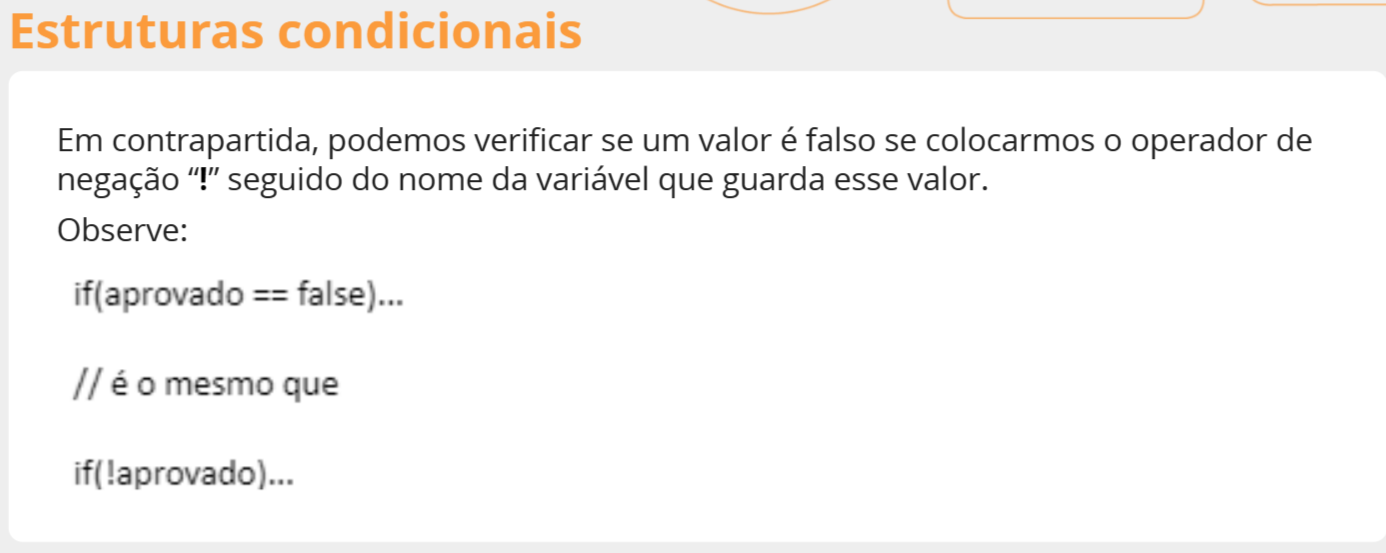 Estruturas condicionais
Em contrapartida, podemos verificar se um valor é falso se colocarmos o operador de
negação “!” seguido do nome da variável que guarda esse valor.
Observe:
if(aprovado == false)...
// é o mesmo que
if(!aprovado)...